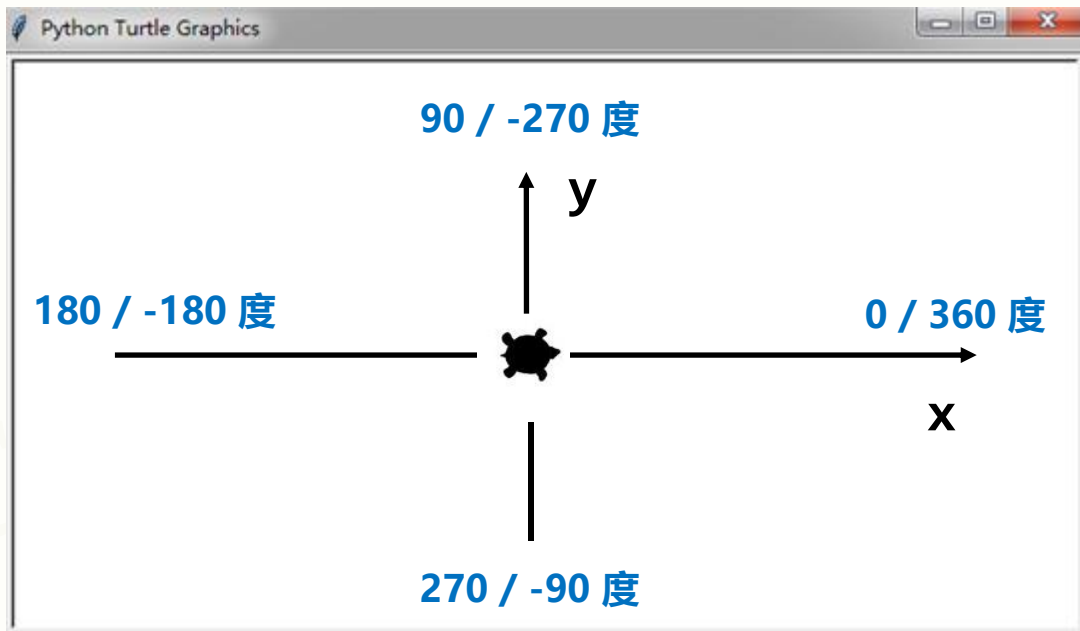 Python Turtle Graphics
90 / -270 度
y
180 / -180 度
0 / 360 度
x
270 / -90 度